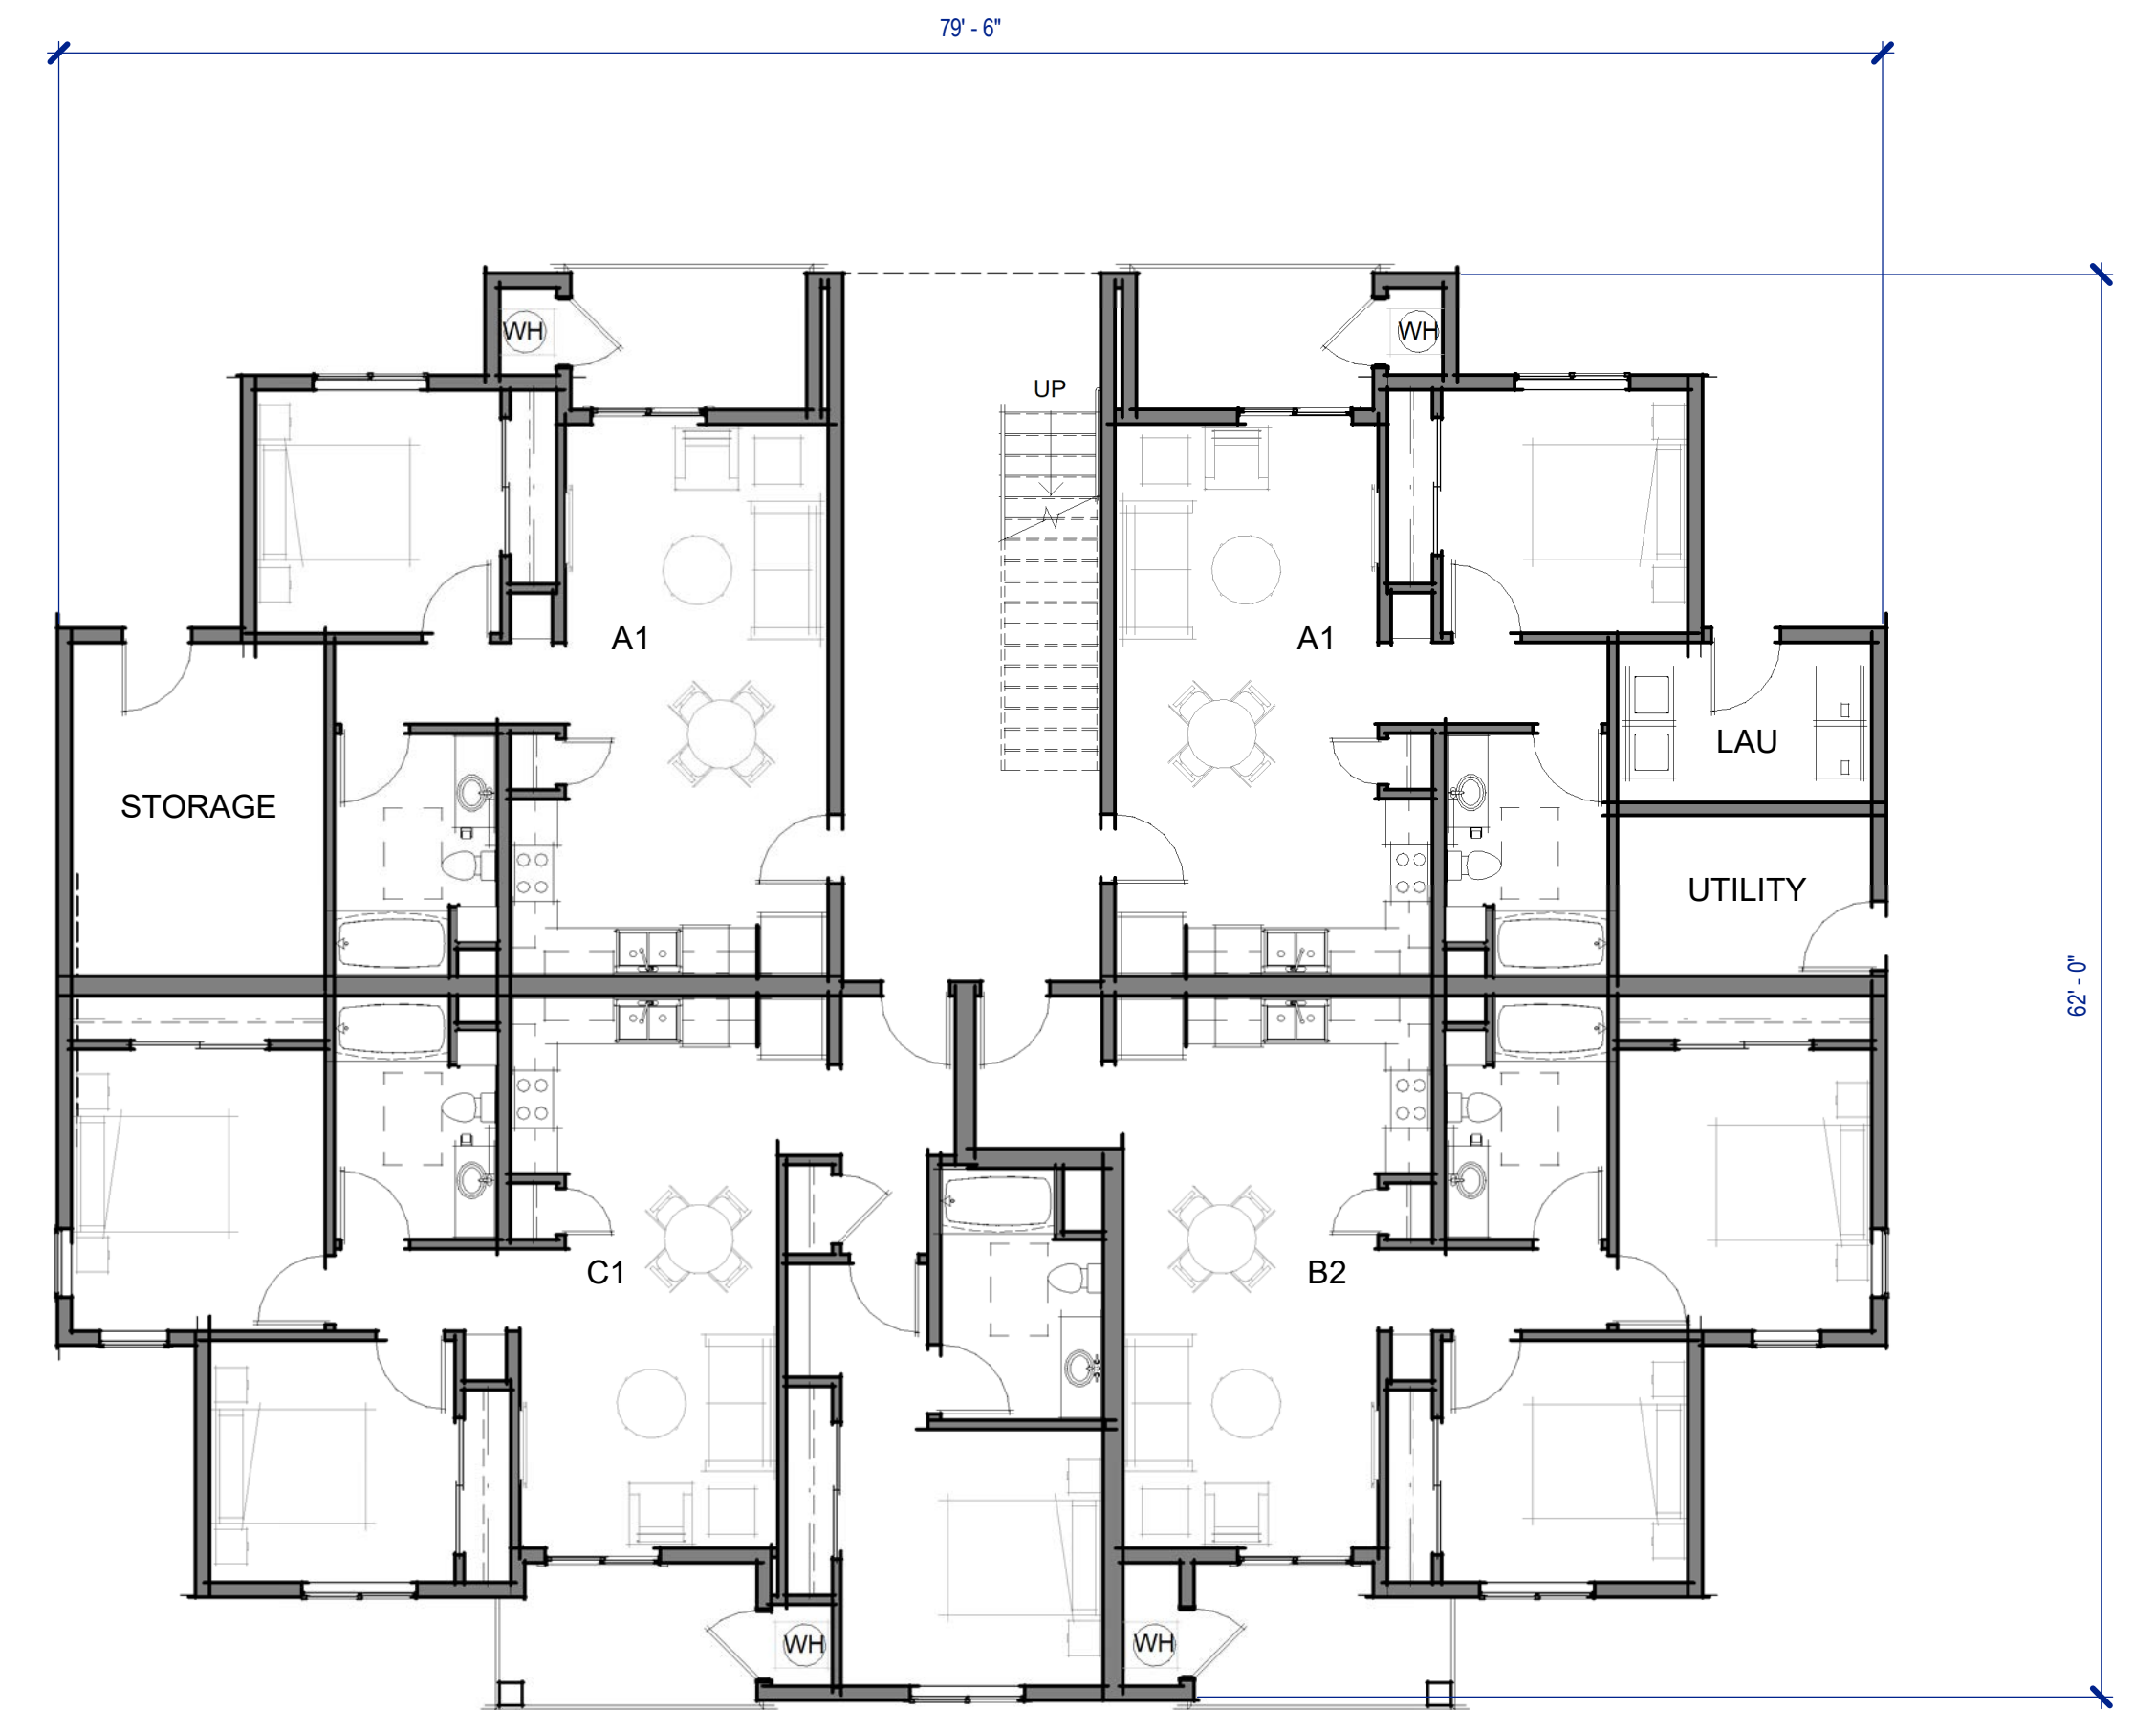 79' - 6"
WH
WH
UP
A1
A1
LAU
STORAGE
UTILITY
62' - 0"
C1
B2
WH
WH